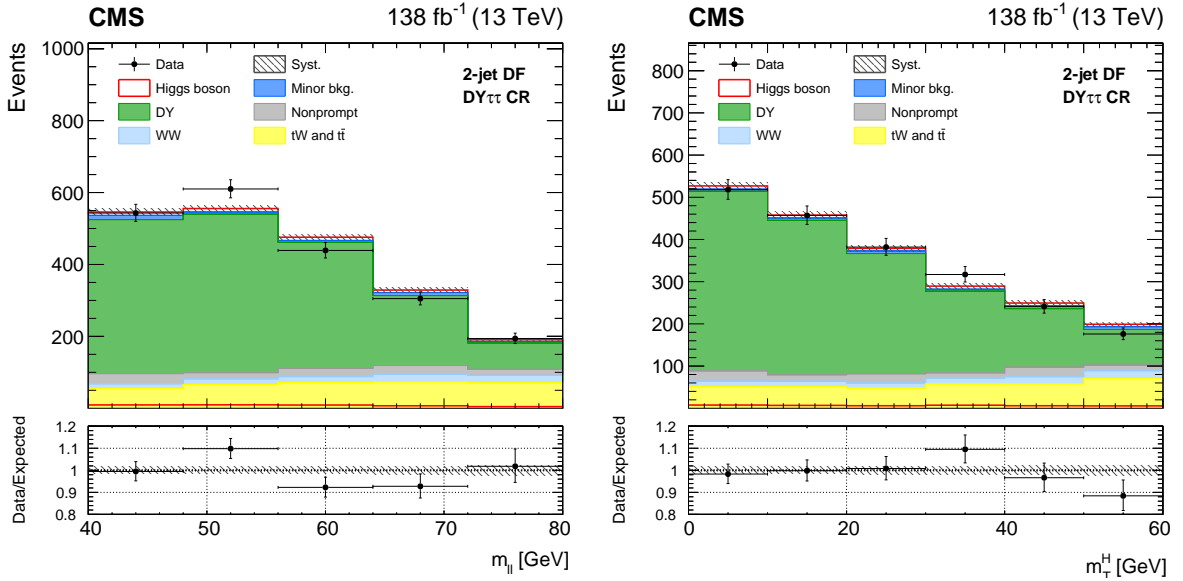 CMS 138 fb⁻¹ (13 TeV)
Events
1000
800
600
400
200
Data
Syst.
Higgs boson
Minor bkg.
DY
Nonprompt
WW
tW and tt̄
2-jet DF
DYττ CR
Data/Expected
1.2
1.1
1
0.9
0.8
40 50 60 70 80
m_ll [GeV]
CMS 138 fb⁻¹ (13 TeV)
Events
800
700
600
500
400
300
200
100
Data
Syst.
Higgs boson
Minor bkg.
DY
Nonprompt
WW
tW and tt̄
2-jet DF
DYττ CR
Data/Expected
1.2
1.1
1
0.9
0.8
0 20 40 60
m_T^H [GeV]